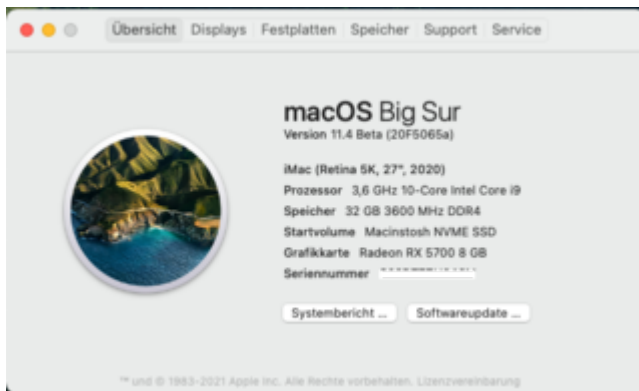 Übersicht Displays Festplatten Speicher Support Service
macOS Big Sur
Version 11.4 Beta (20F5065a)
iMac (Retina 5K, 27", 2020)
Prozessor 3,6 GHz 10-Core Intel Core i9
Speicher 32 GB 3600 MHz DDR4
Startvolume Macinstosh NVME SSD
Grafikkarte Radeon RX 5700 8 GB
Seriennummer
Systembericht ... Softwareupdate ...
™ und © 1983-2021 Apple Inc. Alle Rechte vorbehalten. Lizenzvereinbarung